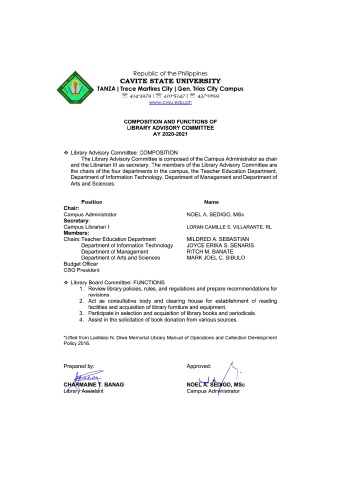 Republic of the Philippines
CAVITE STATE UNIVERSITY
TANZA | Trece Martires City | Gen. Trias City Campus
☏ 414-3979 | ☏ 410-5247 | ☏ 437-0693
www.cvsu.edu.ph
COMPOSITION AND FUNCTIONS OF
LIBRARY ADVISORY COMMITTEE
AY 2020-2021
❖ Library Advisory Committee: COMPOSITION
The Library Advisory Committee is composed of the Campus Administrator as chair
and the Librarian III as secretary. The members of the Library Advisory Committee are
the chairs of the four departments in the campus, the Teacher Education Department,
Department of Information Technology, Department of Management and Department of
Arts and Sciences.
Position Name
Chair:
Campus Administrator NOEL A. SEDIGO, MSc
Secretary:
Campus Librarian I LORAN CAMILLE S. VILLARANTE, RL
Members:
Chairs: Teacher Education Department MILDRED A. SEBASTIAN
Department of Information Technology JOYCE ERIKA S. SENARIS
Department of Management RITCH M. BANATE
Department of Arts and Sciences MARK JOEL C. SIBULO
Budget Officer
CSG President
❖ Library Board Committee: FUNCTIONS
1. Review library policies, rules, and regulations and prepare recommendations for
revisions.
2. Act as consultative body and clearing house for establishment of reading
facilities and acquisition of library furniture and equipment.
3. Participate in selection and acquisition of library books and periodicals.
4. Assist in the solicitation of book donation from various sources.
*Lifted from Ladislao N. Diwa Memorial Library Manual of Operations and Collection Development
Policy 2016.
Prepared by: Approved:
CHARMAINE T. BANAG NOEL A. SEDIGO, MSc
Library Assistant Campus Administrator